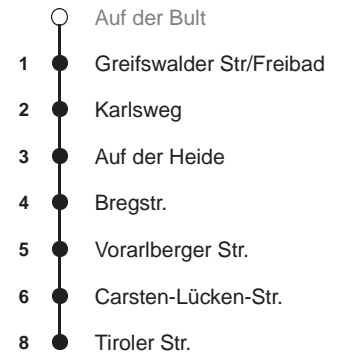 Auf der Bult
1 Greifswalder Str/Freibad
2 Karlsweg
3 Auf der Heide
4 Bregstr.
5 Vorarlberger Str.
6 Carsten-Lücken-Str.
8 Tiroler Str.